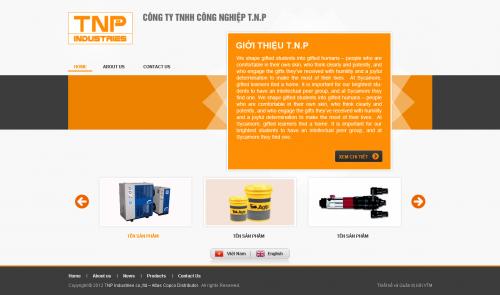 TNP
INDUSTRIES
CÔNG TY TNHH CÔNG NGHIỆP T.N.P
HOME ABOUT US CONTACT US
GIỚI THIỆU T.N.P
We shape gifted students into gifted humans – people who are
comfortable in their own skin, who think clearly and potently, and
who engage the gifts they've received with humility and a joyful
determination to make the most of their lives. At Sycamore,
gifted learners find a home. It is important for our brightest stu-
dents to have an intellectual peer group, and at Sycamore they
find one. We shape gifted students into gifted humans – people
who are comfortable in their own skin, who think clearly and
potently, and who engage the gifts they've received with humility
and a joyful determination to make the most of their lives. At
Sycamore, gifted learners find a home. It is important for our
brightest students to have an intellectual peer group, and at
Sycamore they find one.
XEM CHI TIẾT
TÊN SẢN PHẨM TÊN SẢN PHẨM TÊN SẢN PHẨM
Việt Nam English
Home | About us | News | Products | Contact Us
Copyright © 2012 TNP Industries co.,ltd – Atlas Copco Distributor. All Rights Reserved.